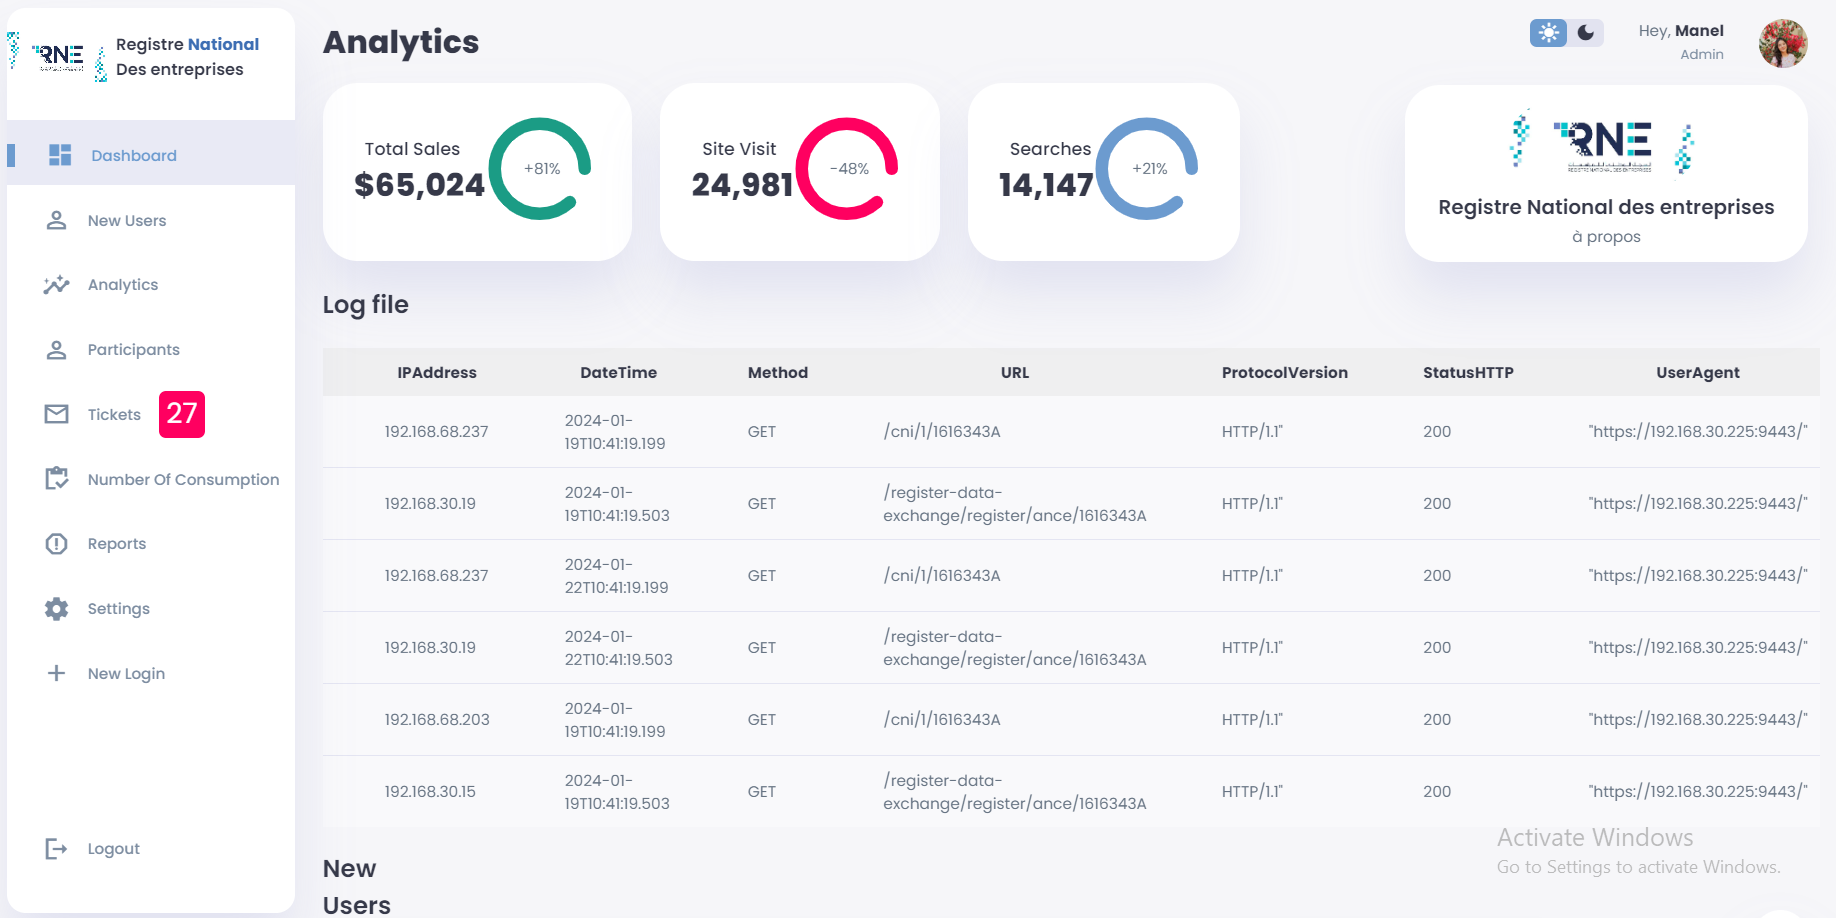 RNE
Registre National
Des entreprises
Dashboard
New Users
Analytics
Participants
Tickets 27
Number Of Consumption
Reports
Settings
New Login
Logout
Analytics
Hey, Manel
Admin
Total Sales
$65,024
+81%
Site Visit
24,981
-48%
Searches
14,147
+21%
RNE
REGISTRE NATIONAL DES ENTREPRISES
Registre National des entreprises
à propos
Log file
IPAddress DateTime Method URL ProtocolVersion StatusHTTP UserAgent
192.168.68.237 2024-01-19T10:41:19.199 GET /cni/1/1616343A HTTP/1.1" 200 "https://192.168.30.225:9443/"
192.168.30.19 2024-01-19T10:41:19.503 GET /register-data-exchange/register/ance/1616343A HTTP/1.1" 200 "https://192.168.30.225:9443/"
192.168.68.237 2024-01-22T10:41:19.199 GET /cni/1/1616343A HTTP/1.1" 200 "https://192.168.30.225:9443/"
192.168.30.19 2024-01-22T10:41:19.503 GET /register-data-exchange/register/ance/1616343A HTTP/1.1" 200 "https://192.168.30.225:9443/"
192.168.68.203 2024-01-19T10:41:19.199 GET /cni/1/1616343A HTTP/1.1" 200 "https://192.168.30.225:9443/"
192.168.30.15 2024-01-19T10:41:19.503 GET /register-data-exchange/register/ance/1616343A HTTP/1.1" 200 "https://192.168.30.225:9443/"
New
Users
Activate Windows
Go to Settings to activate Windows.